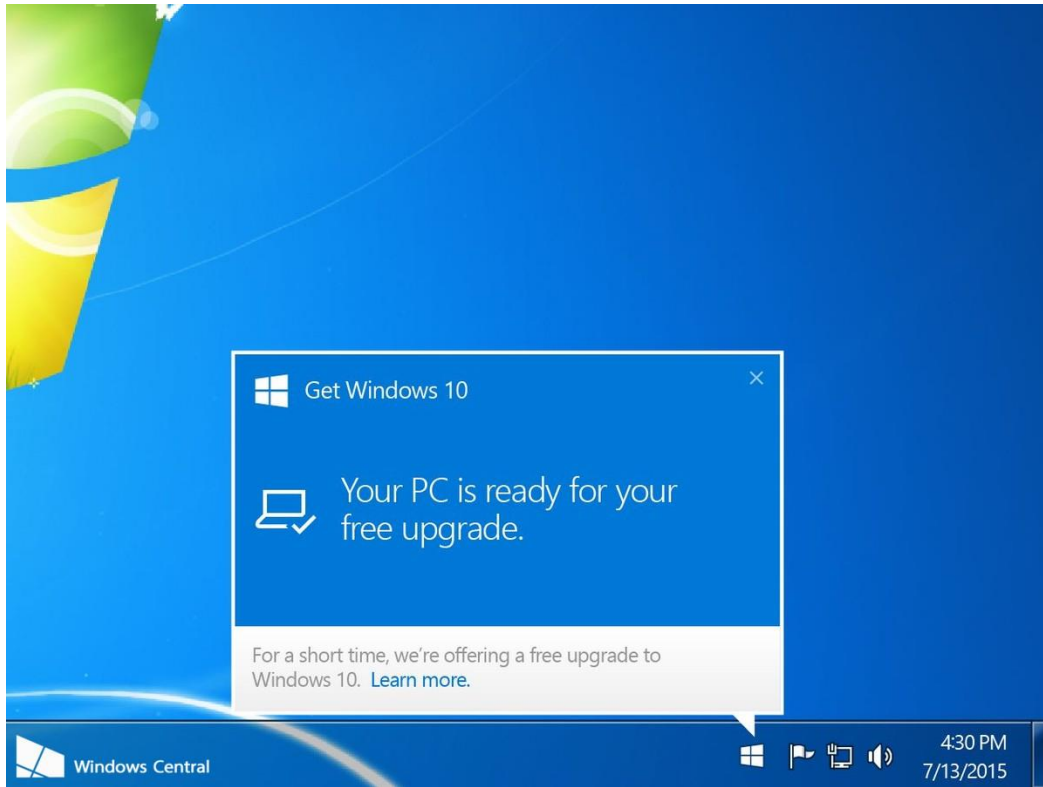 Get Windows 10
Your PC is ready for your
free upgrade.
For a short time, we're offering a free upgrade to
Windows 10. Learn more.
Windows Central
4:30 PM
7/13/2015